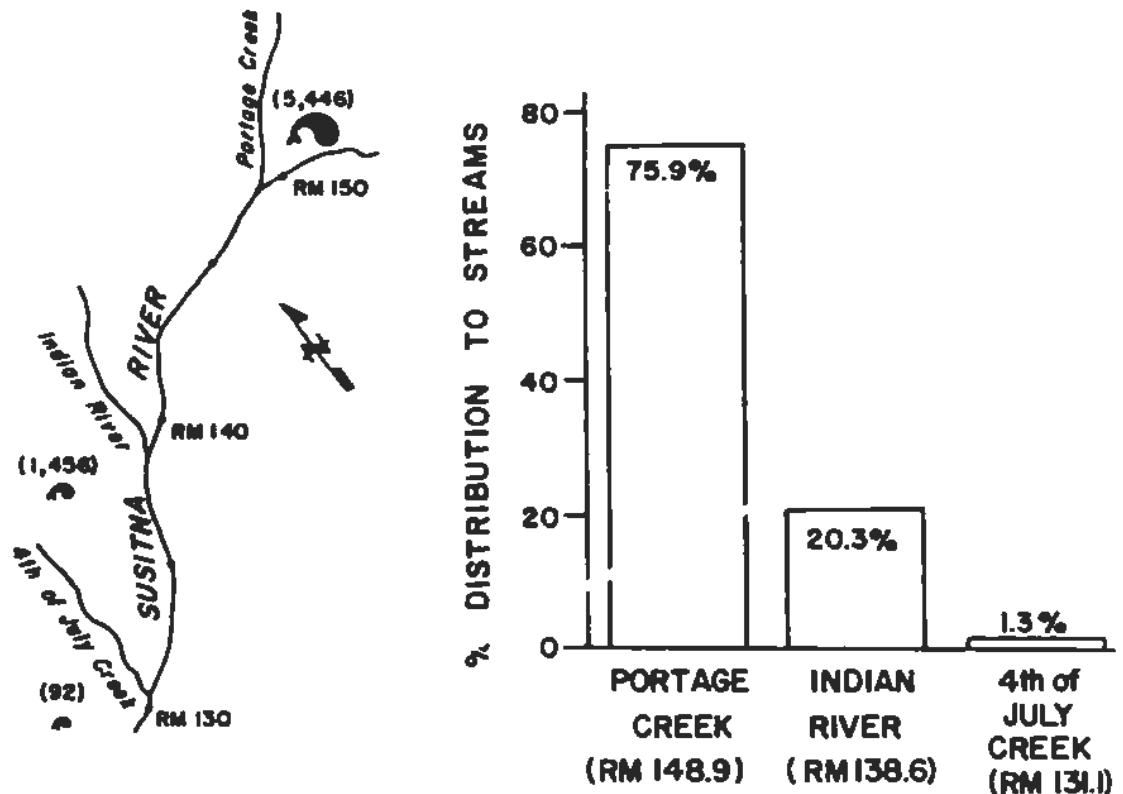 Portage Creek
(5,446)
RM 150
RIVER
Indian River
RM 140
(1,456)
SUSITNA
4th of July Creek
(92)
RM 130
% DISTRIBUTION TO STREAMS
80
60
40
20
0
75.9%
20.3%
1.3%
PORTAGE
CREEK
(RM 148.9)
INDIAN
RIVER
(RM 138.6)
4th of
JULY
CREEK
(RM 131.1)